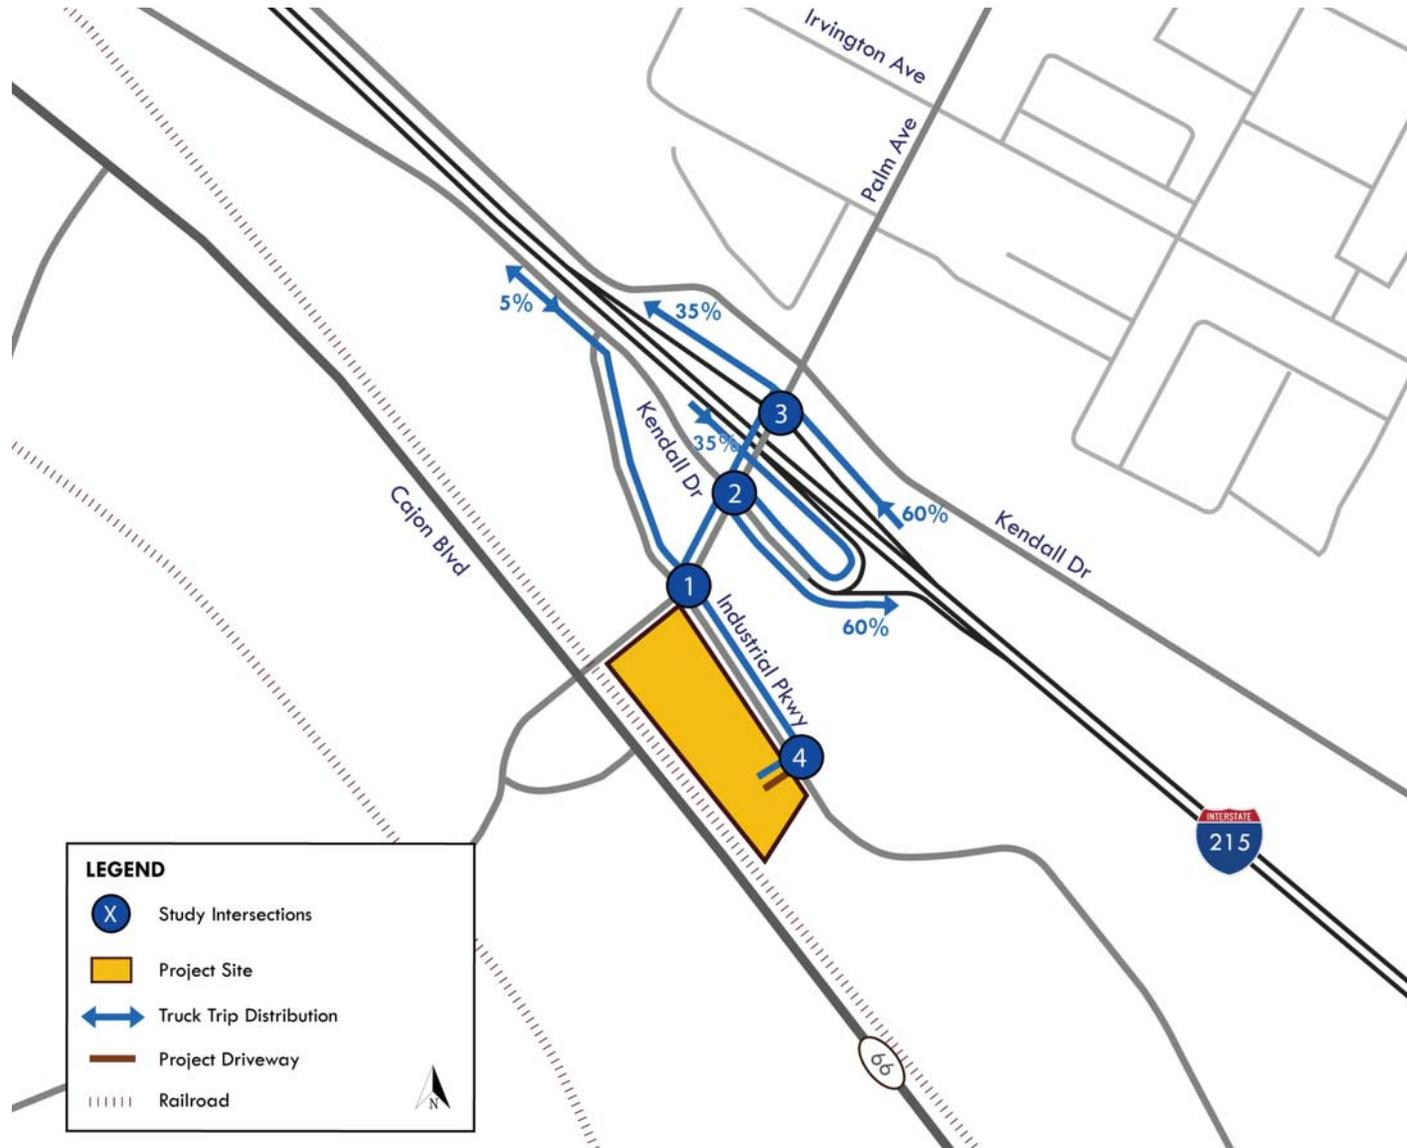 Irvington Ave
Palm Ave
5%
35%
3
Kendall Dr
35%
2
60%
Kendall Dr
Cajon Blvd
1
60%
Industrial Pkwy
4
INTERSTATE
215
LEGEND
X Study Intersections
Project Site
Truck Trip Distribution
Project Driveway
Railroad
N
66